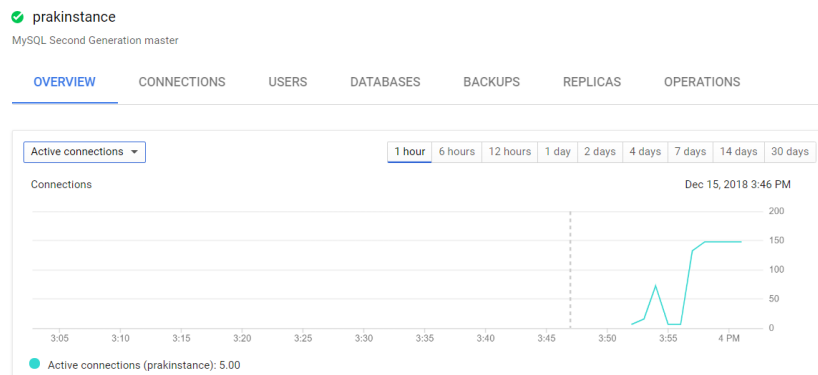 prakinstance
MySQL Second Generation master
OVERVIEW CONNECTIONS USERS DATABASES BACKUPS REPLICAS OPERATIONS
Active connections 1 hour 6 hours 12 hours 1 day 2 days 4 days 7 days 14 days 30 days
Connections Dec 15, 2018 3:46 PM
200
150
100
50
0
3:05 3:10 3:15 3:20 3:25 3:30 3:35 3:40 3:45 3:50 3:55 4 PM
Active connections (prakinstance): 5.00